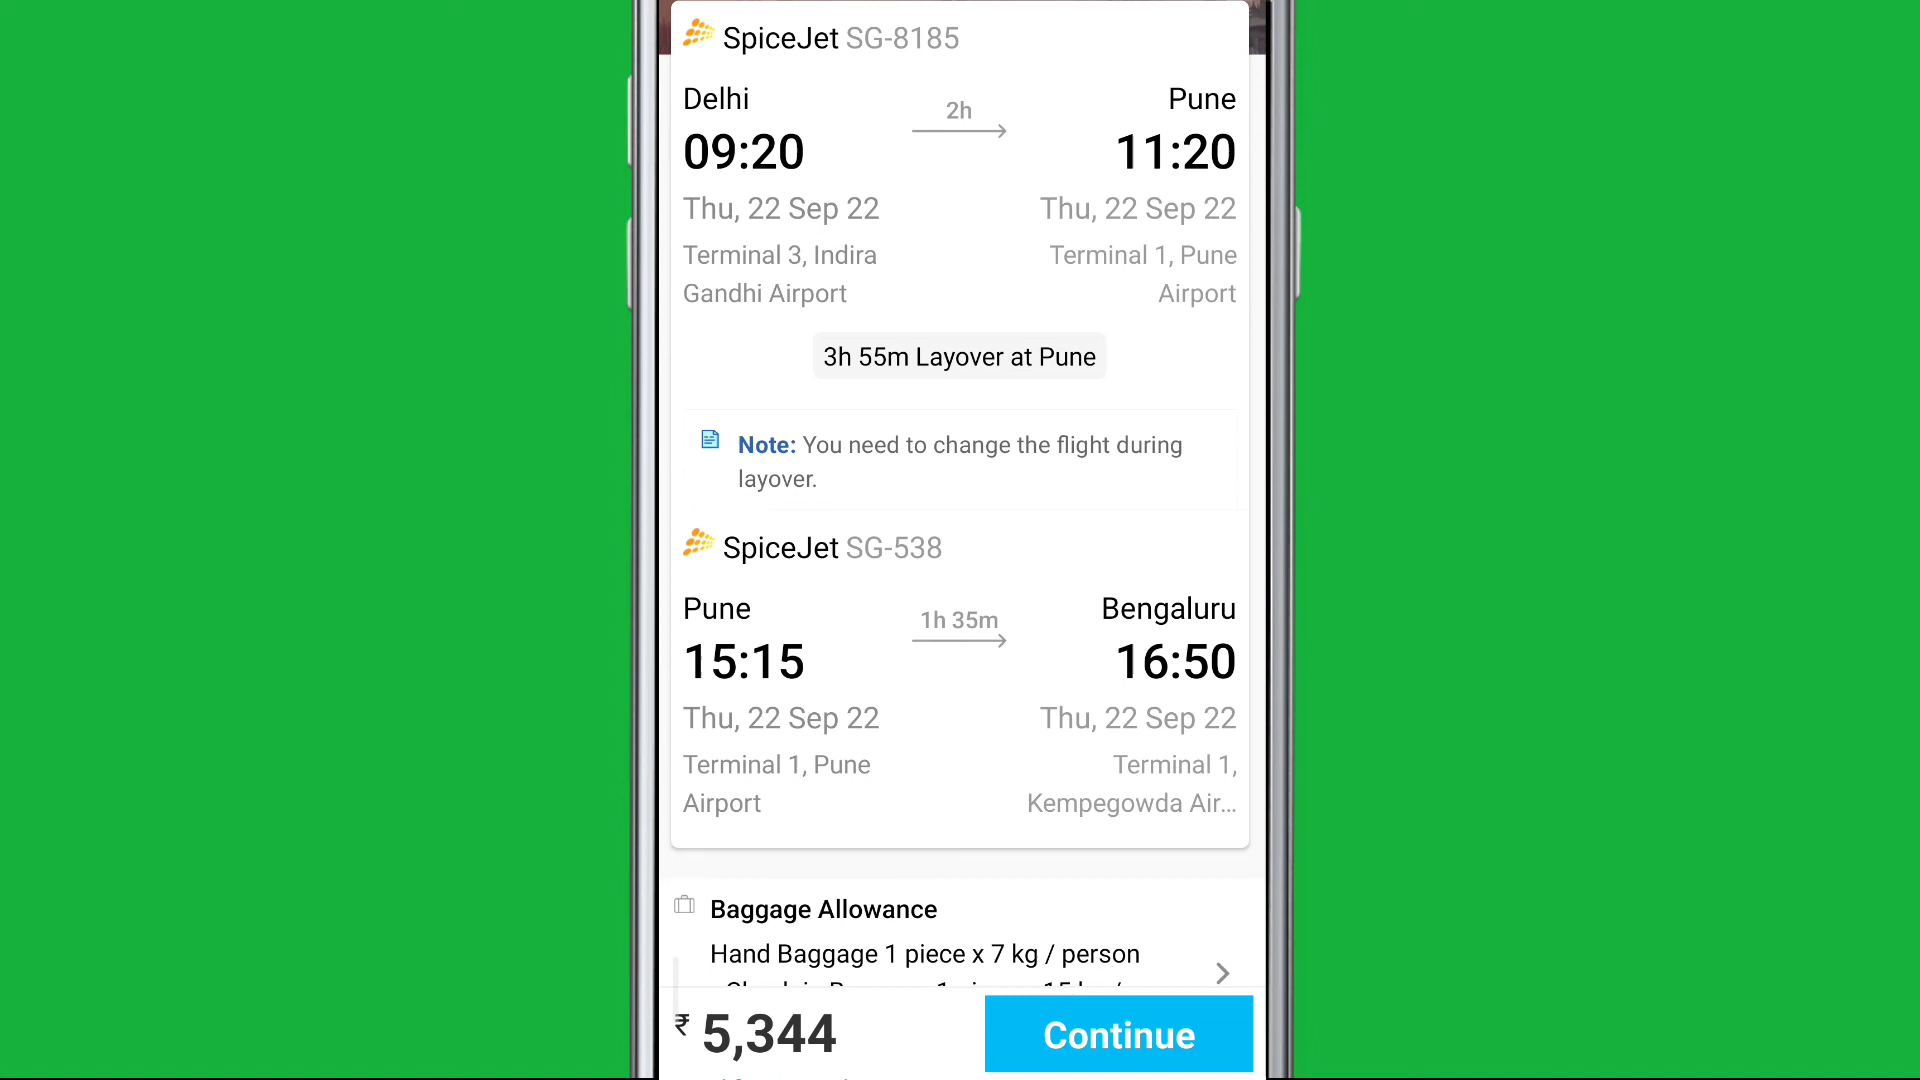 SpiceJet SG-8185
Delhi
2h
Pune
09:20
11:20
Thu, 22 Sep 22
Thu, 22 Sep 22
Terminal 3, Indira
Gandhi Airport
Terminal 1, Pune
Airport
3h 55m Layover at Pune
Note: You need to change the flight during
layover.
SpiceJet SG-538
Pune
1h 35m
Bengaluru
15:15
16:50
Thu, 22 Sep 22
Thu, 22 Sep 22
Terminal 1, Pune
Airport
Terminal 1,
Kempegowda Air...
Baggage Allowance
Hand Baggage 1 piece x 7 kg / person
₹ 5,344
Continue